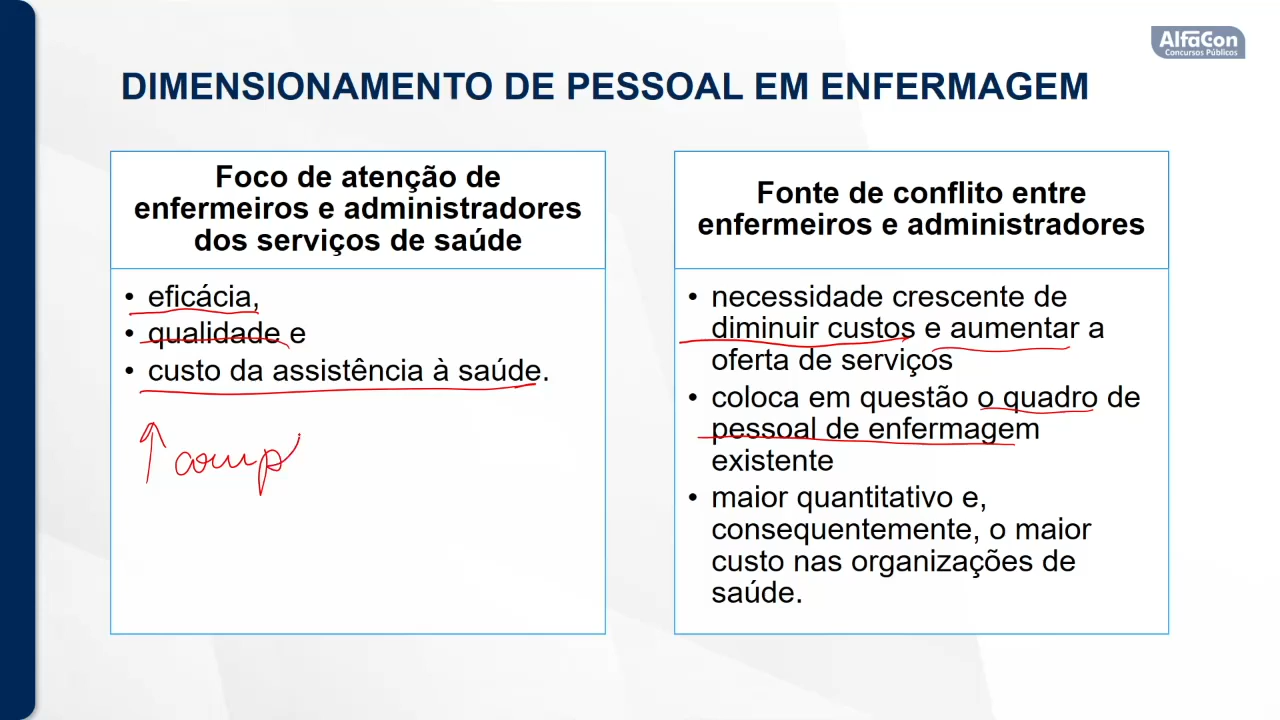 AlfaCon
Concursos Públicos
DIMENSIONAMENTO DE PESSOAL EM ENFERMAGEM
Foco de atenção de
enfermeiros e administradores
dos serviços de saúde
• eficácia,
• qualidade e
• custo da assistência à saúde.
↑ comp
Fonte de conflito entre
enfermeiros e administradores
• necessidade crescente de
diminuir custos e aumentar a
oferta de serviços
• coloca em questão o quadro de
pessoal de enfermagem
existente
• maior quantitativo e,
consequentemente, o maior
custo nas organizações de
saúde.